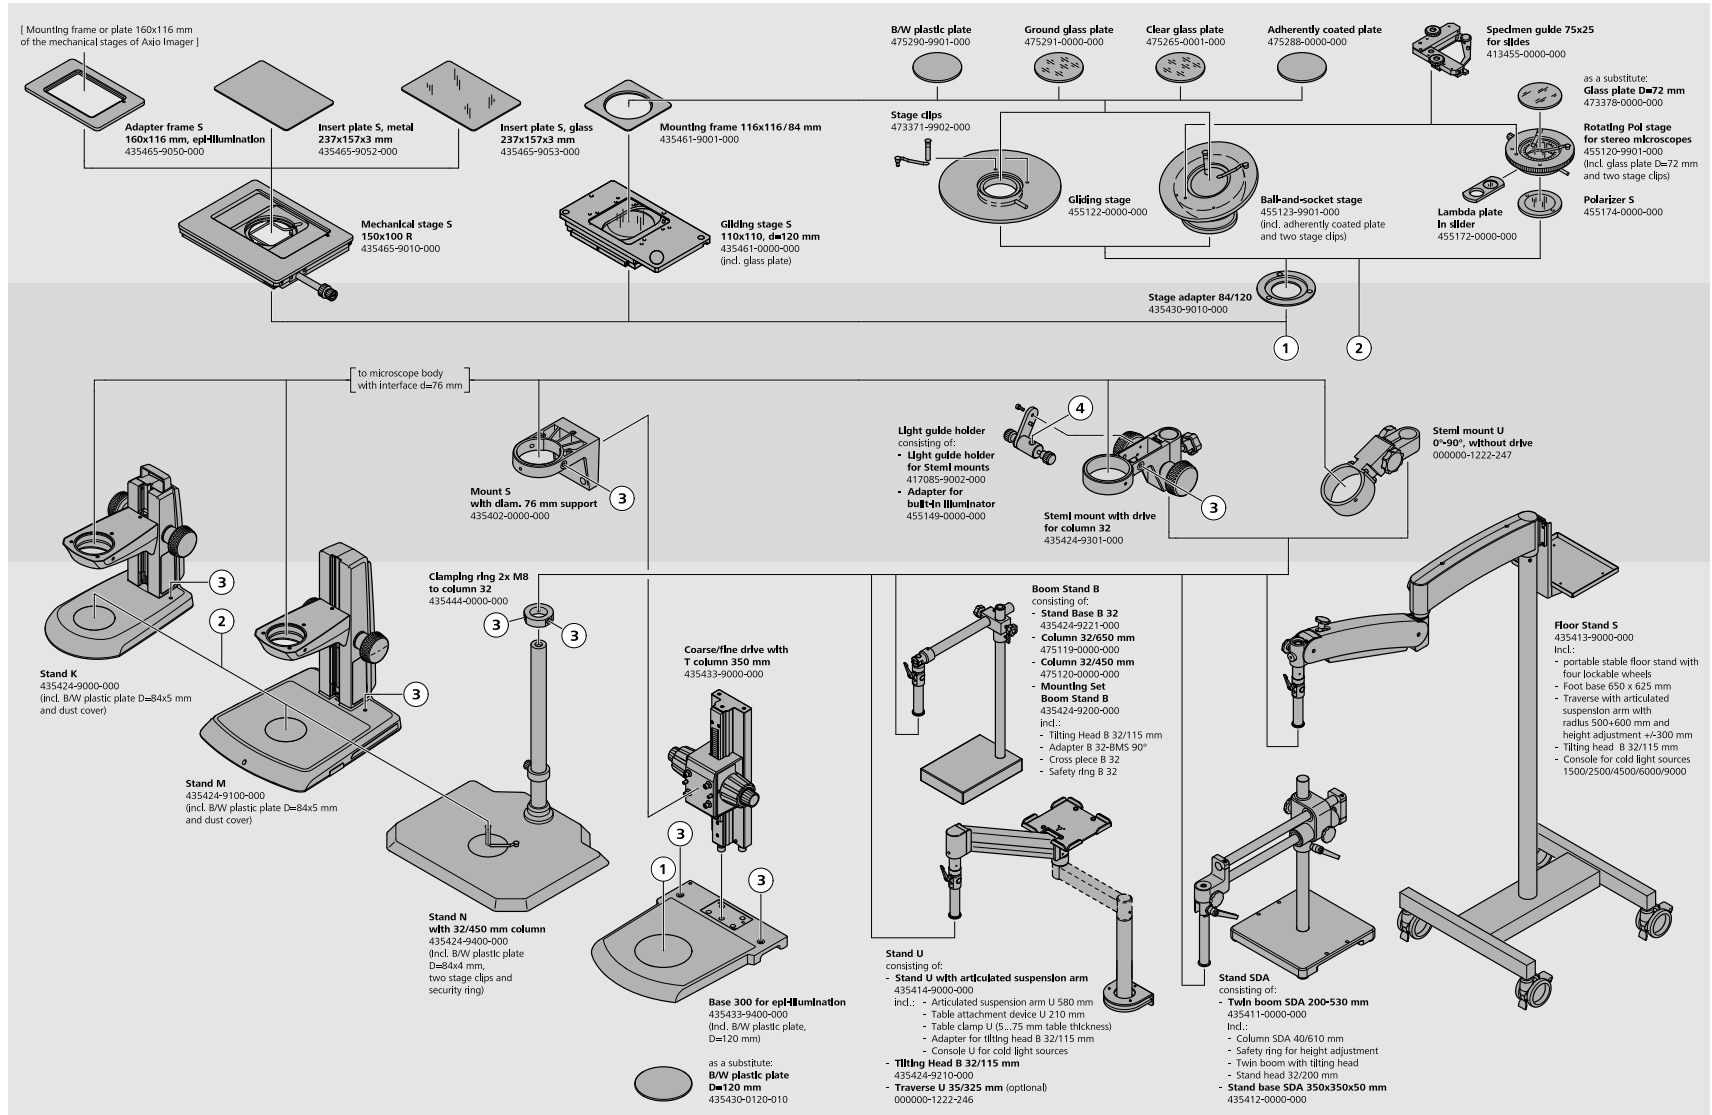 [ Mounting frame or plate 160x116 mm
of the mechanical stages of Axio Imager ]
Adapter frame S
160x116 mm, epi-illumination
435465-9050-000
Insert plate S, metal
237x157x3 mm
435465-9052-000
Insert plate S, glass
237x157x3 mm
435465-9053-000
Mounting frame 116x116/84 mm
435461-9001-000
B/W plastic plate
475290-9901-000
Ground glass plate
475291-0000-000
Clear glass plate
475265-0001-000
Adherently coated plate
475288-0000-000
Specimen guide 75x25
for slides
413455-0000-000
as a substitute:
Glass plate D=72 mm
473378-0000-000
Stage clips
473371-9902-000
Rotating Pol stage
for stereo microscopes
455120-9901-000
(incl. glass plate D=72 mm
and two stage clips)
Mechanical stage S
150x100 R
435465-9010-000
Gliding stage S
110x110, d=120 mm
435461-0000-000
(incl. glass plate)
Gliding stage
455122-0000-000
Ball-and-socket stage
455123-9901-000
(incl. adherently coated plate
and two stage clips)
Lambda plate
in slider
455172-0000-000
Polarizer S
455174-0000-000
Stage adapter 84/120
435430-9010-000
1
2
to microscope body
with interface d=76 mm
Mount S
with diam. 76 mm support
435402-0000-000
3
Light guide holder
consisting of:
- Light guide holder
for Stemi mounts
417085-9002-000
- Adapter for
built-in illuminator
455149-0000-000
4
3
Stemi mount with drive
for column 32
435424-9301-000
Stemi mount U
0°-90°, without drive
000000-1222-247
3
2
Stand K
435424-9000-000
(incl. B/W plastic plate D=84x5 mm
and dust cover)
3
Stand M
435424-9100-000
(incl. B/W plastic plate D=84x5 mm
and dust cover)
Clamping ring 2x M8
to column 32
435444-0000-000
3
3
Stand N
with 32/450 mm column
435424-9400-000
(incl. B/W plastic plate
D=84x4 mm,
two stage clips and
security ring)
Coarse/fine drive with
T column 350 mm
435433-9000-000
3
1
3
Base 300 for epi-illumination
435433-9400-000
(incl. B/W plastic plate,
D=120 mm)
as a substitute:
B/W plastic plate
D=120 mm
435430-0120-010
Boom Stand B
consisting of:
- Stand Base B 32
435424-9221-000
- Column 32/650 mm
475119-0000-000
- Column 32/450 mm
475120-0000-000
- Mounting Set
Boom Stand B
435424-9200-000
incl.:
- Tilting Head B 32/115 mm
- Adapter B 32-BMS 90°
- Cross piece B 32
- Safety ring B 32
Stand U
consisting of:
- Stand U with articulated suspension arm
435414-9000-000
incl.: - Articulated suspension arm U 580 mm
- Table attachment device U 210 mm
- Table clamp U (5...75 mm table thickness)
- Adapter for tilting head B 32/115 mm
- Console U for cold light sources
- Tilting Head B 32/115 mm
435424-9210-000
- Traverse U 35/325 mm (optional)
000000-1222-246
Stand SDA
consisting of:
- Twin boom SDA 200-530 mm
435411-0000-000
Incl.:
- Column SDA 40/610 mm
- Safety ring for height adjustment
- Twin boom with tilting head
- Stand head 32/200 mm
- Stand base SDA 350x350x50 mm
435412-0000-000
Floor Stand S
435413-9000-000
Incl.:
- portable stable floor stand with
four lockable wheels
- Foot base 650 x 625 mm
- Traverse with articulated
suspension arm with
radius 500+600 mm and
height adjustment +/-300 mm
- Tilting head B 32/115 mm
- Console for cold light sources
1500/2500/4500/6000/9000